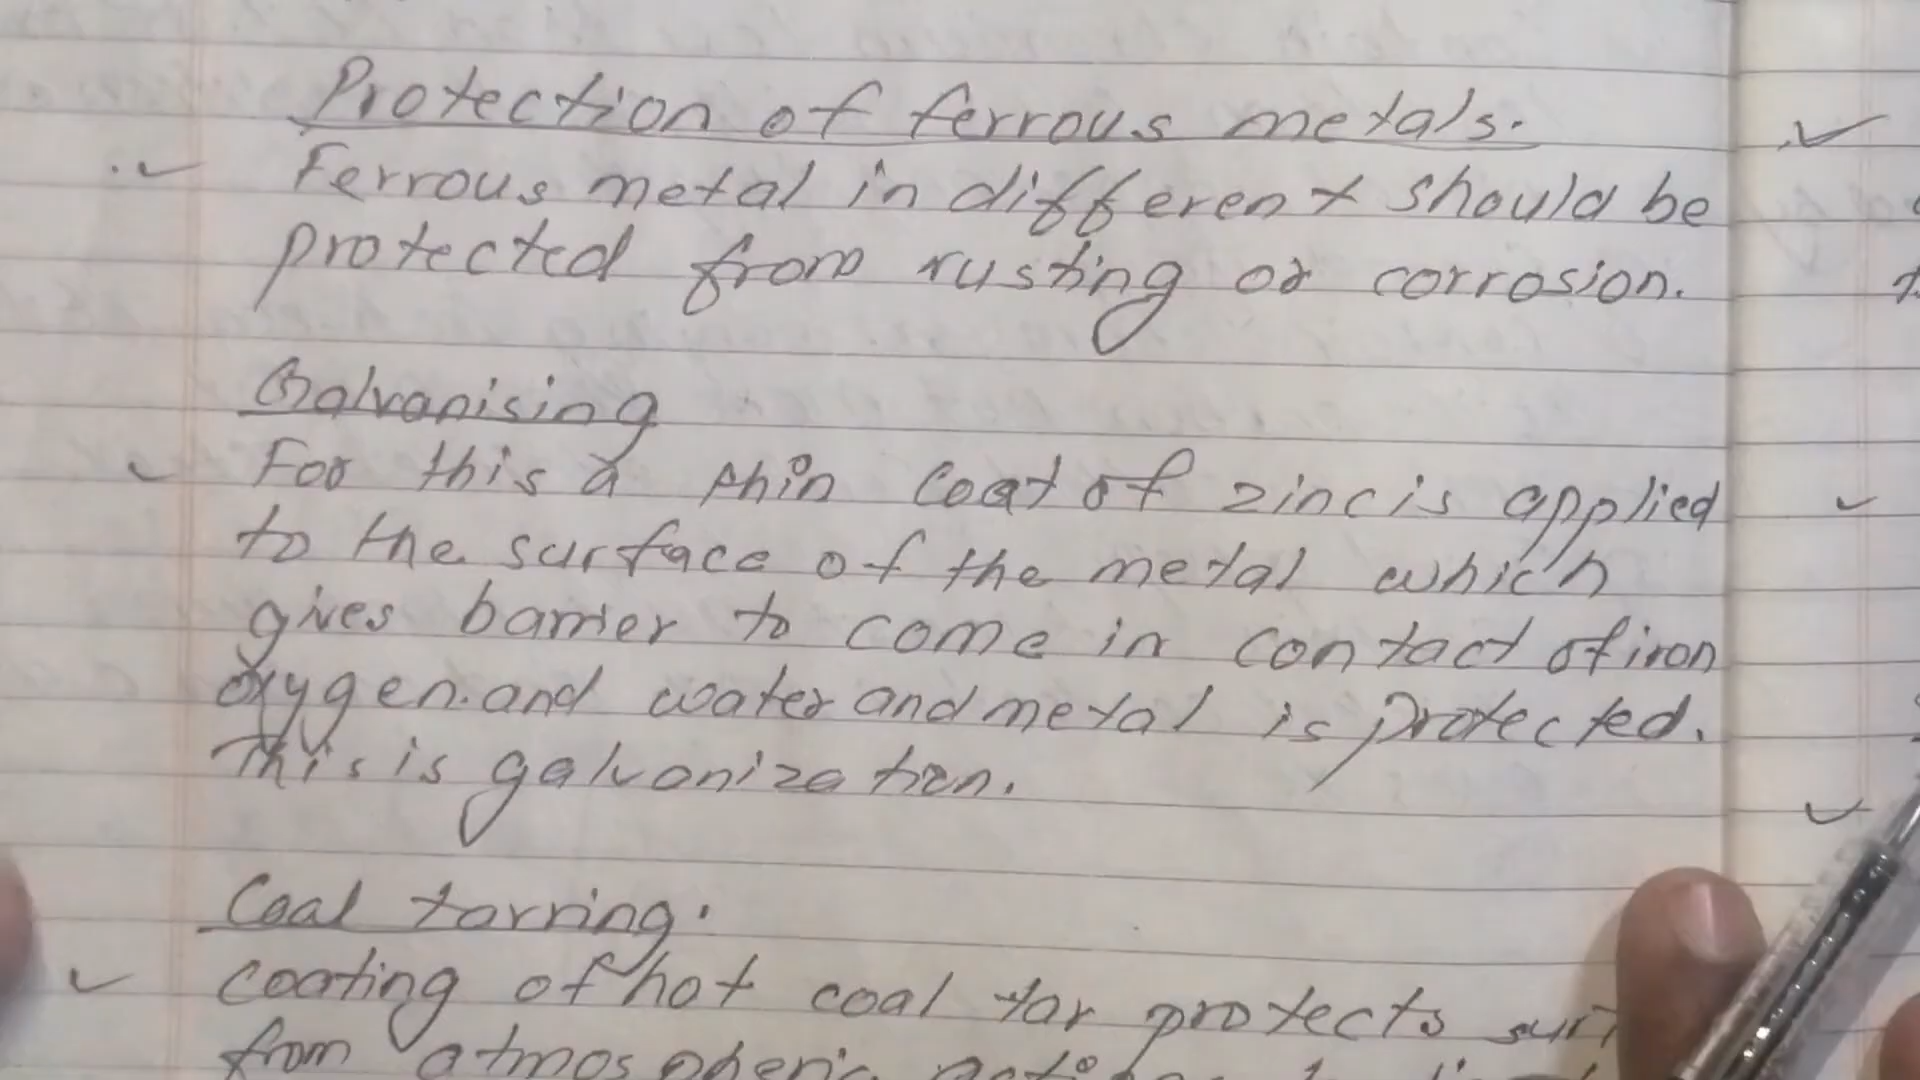 Protection of ferrous metals.
Ferrous metal in different should be
protected from rusting or corrosion.
Galvanising
For this a thin coat of zinc is applied
to the surface of the metal which
gives barrier to come in contact of iron
oxygen. and water and metal is protected.
This is galvanization.
Coal tarring.
coating of hot coal tar protects
from atmospheric